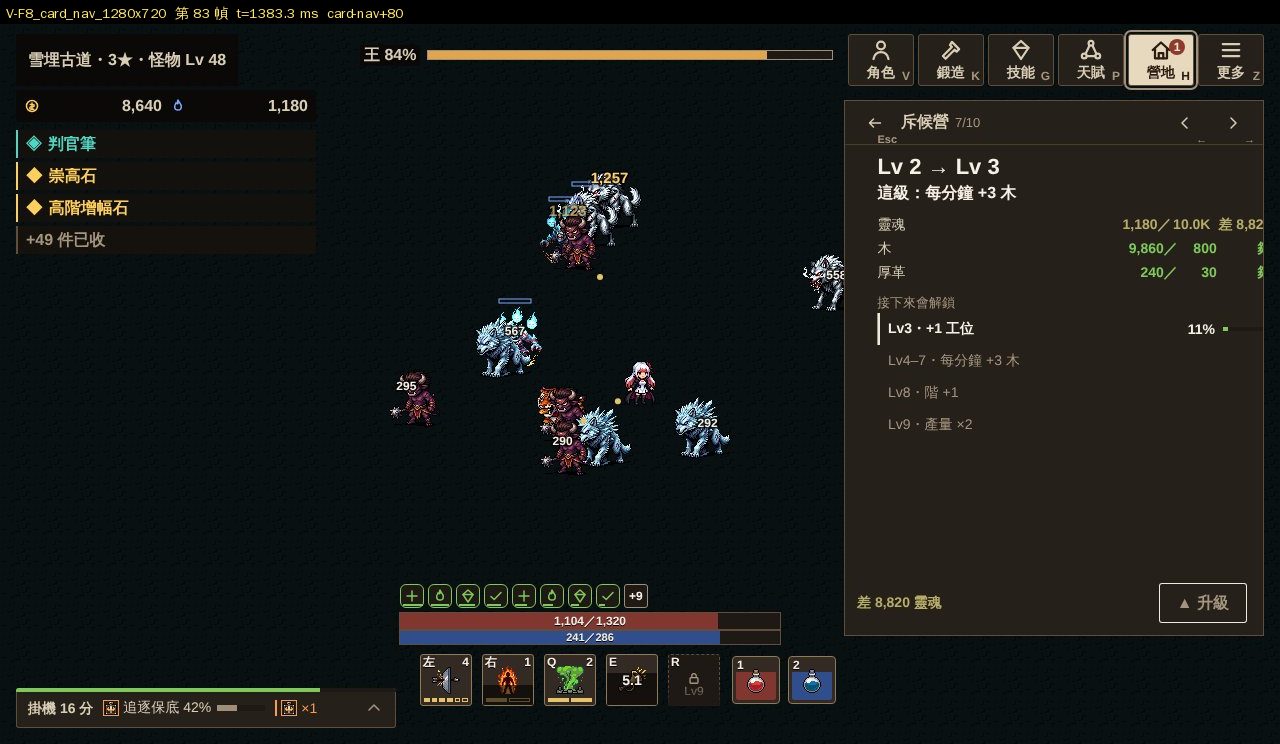 V-F8_card_nav_1280x720 第 83 幀 t=1383.3 ms card-nav+80
雪埋古道・3★・怪物 Lv 48
王 84%
角色 V
鍛造 K
技能 G
天賦 P
營地 H 1
更多 Z
8,640 1,180
判官筆
崇高石
高階增幅石
+49 件已收
Esc
斥候營 7/10
← →
Lv 2 → Lv 3
這級：每分鐘 +3 木
靈魂 1,180／10.0K 差 8,82
木 9,860／ 800
厚革 240／ 30
接下來會解鎖
Lv3・+1 工位 11%
Lv4–7・每分鐘 +3 木
Lv8・階 +1
Lv9・產量 ×2
差 8,820 靈魂
▲ 升級
1,257
558
567
295
290
292
+9
1,104／1,320
241／286
左 4
右 1
Q 2
E 5.1
R Lv9
1
2
掛機 16 分 追逐保底 42% ×1